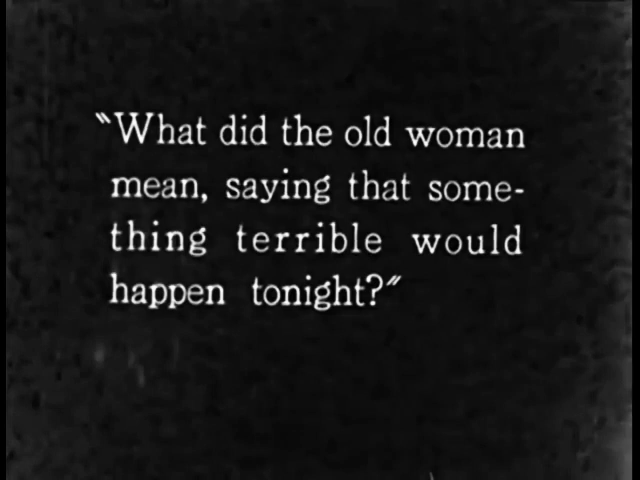 "What did the old woman
mean, saying that some-
thing terrible would
happen tonight?"